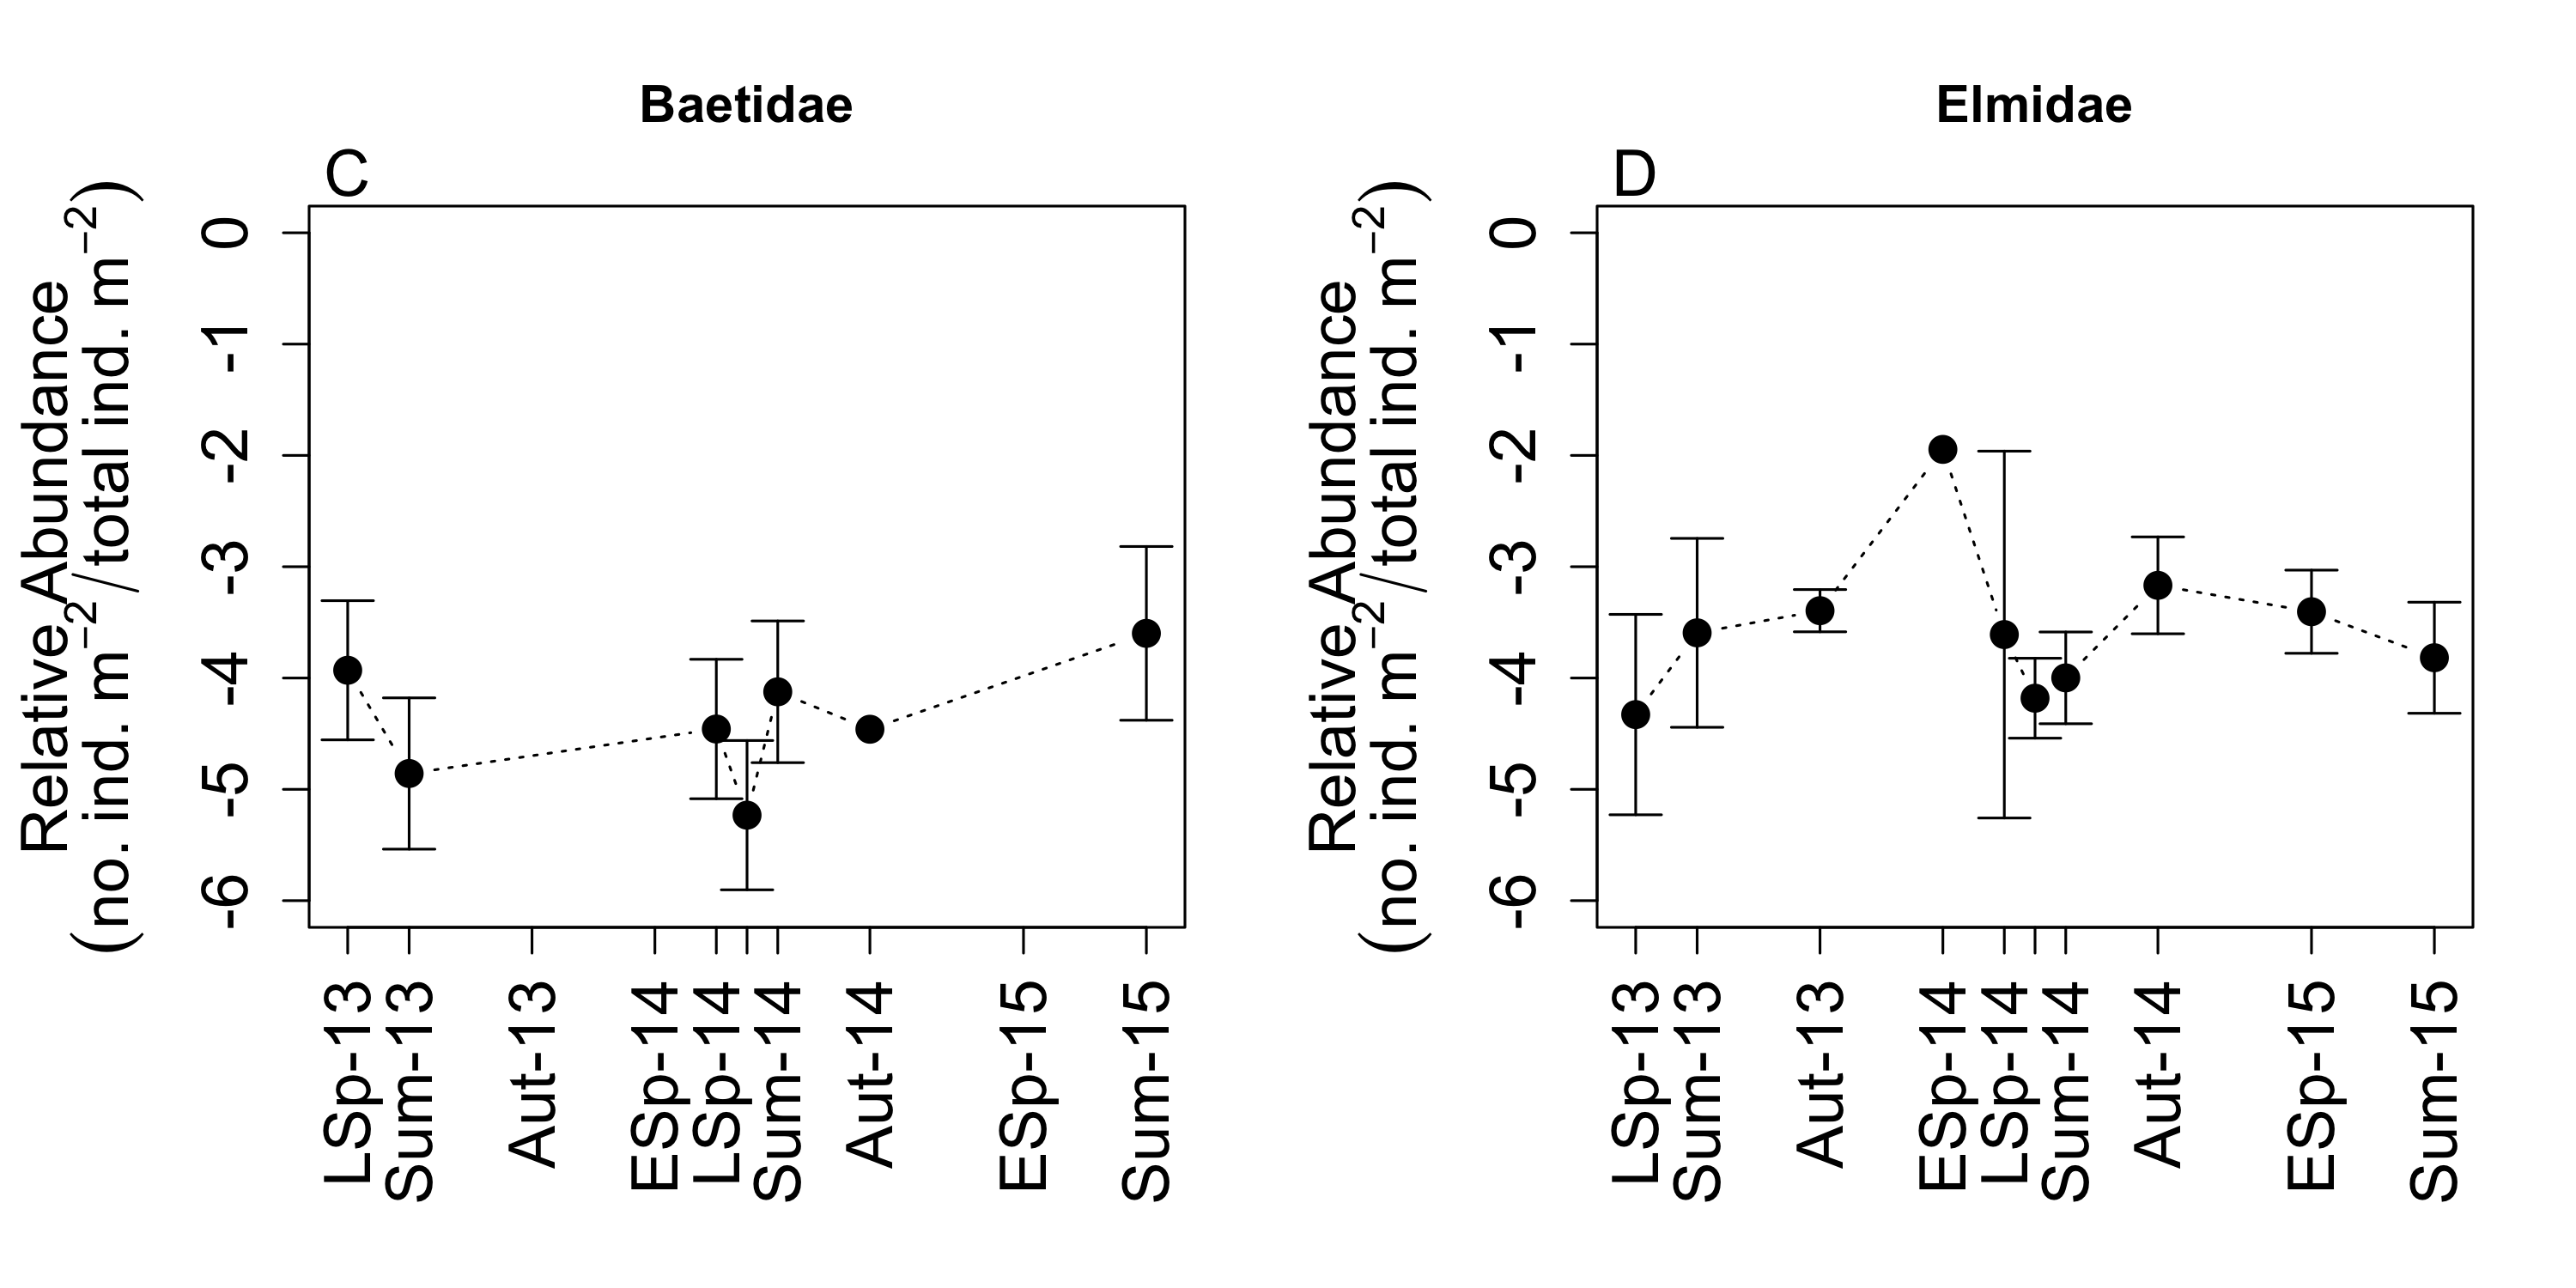 Baetidae
C
Relative Abundance
(no. ind. m⁻²/total ind. m⁻²)
0
-1
-2
-3
-4
-5
-6
LSp-13
Sum-13
Aut-13
ESp-14
LSp-14
Sum-14
Aut-14
ESp-15
Sum-15
Elmidae
D
Relative Abundance
(no. ind. m⁻²/total ind. m⁻²)
0
-1
-2
-3
-4
-5
-6
LSp-13
Sum-13
Aut-13
ESp-14
LSp-14
Sum-14
Aut-14
ESp-15
Sum-15